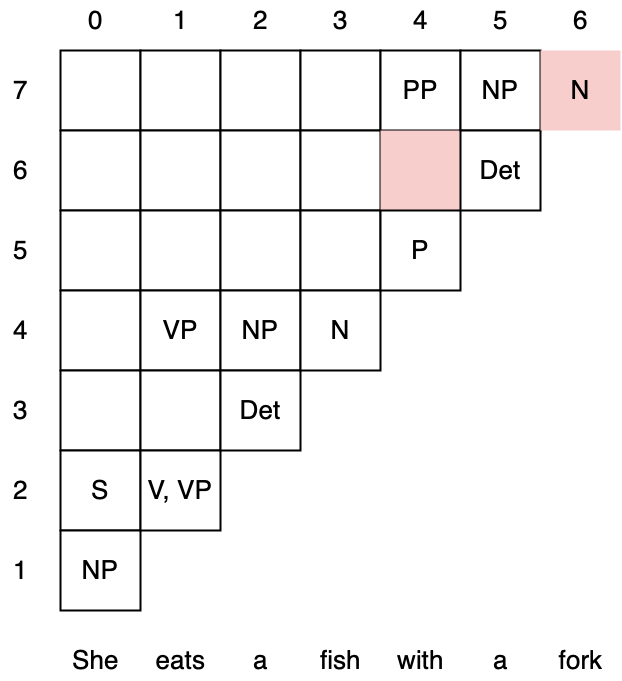 0 1 2 3 4 5 6
7 PP NP N
6 Det
5 P
4 VP NP N
3 Det
2 S V, VP
1 NP
She eats a fish with a fork